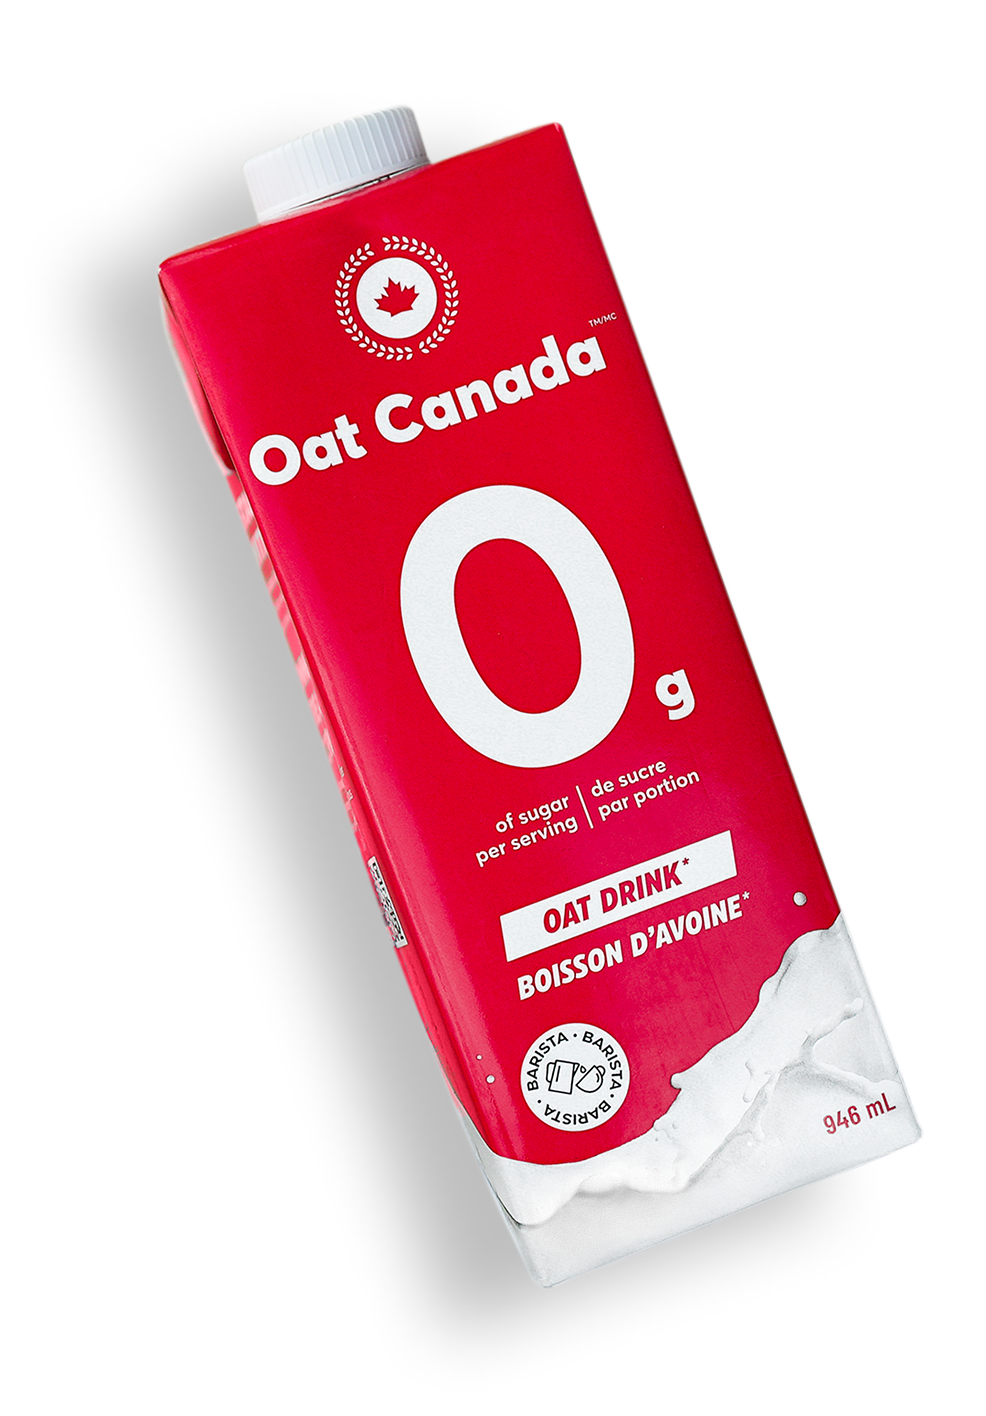 Oat Canada TM/MC
0 g
of sugar
per serving
de sucre
par portion
OAT DRINK*
BOISSON D'AVOINE*
BARISTA · BARISTA · BARISTA ·
946 mL